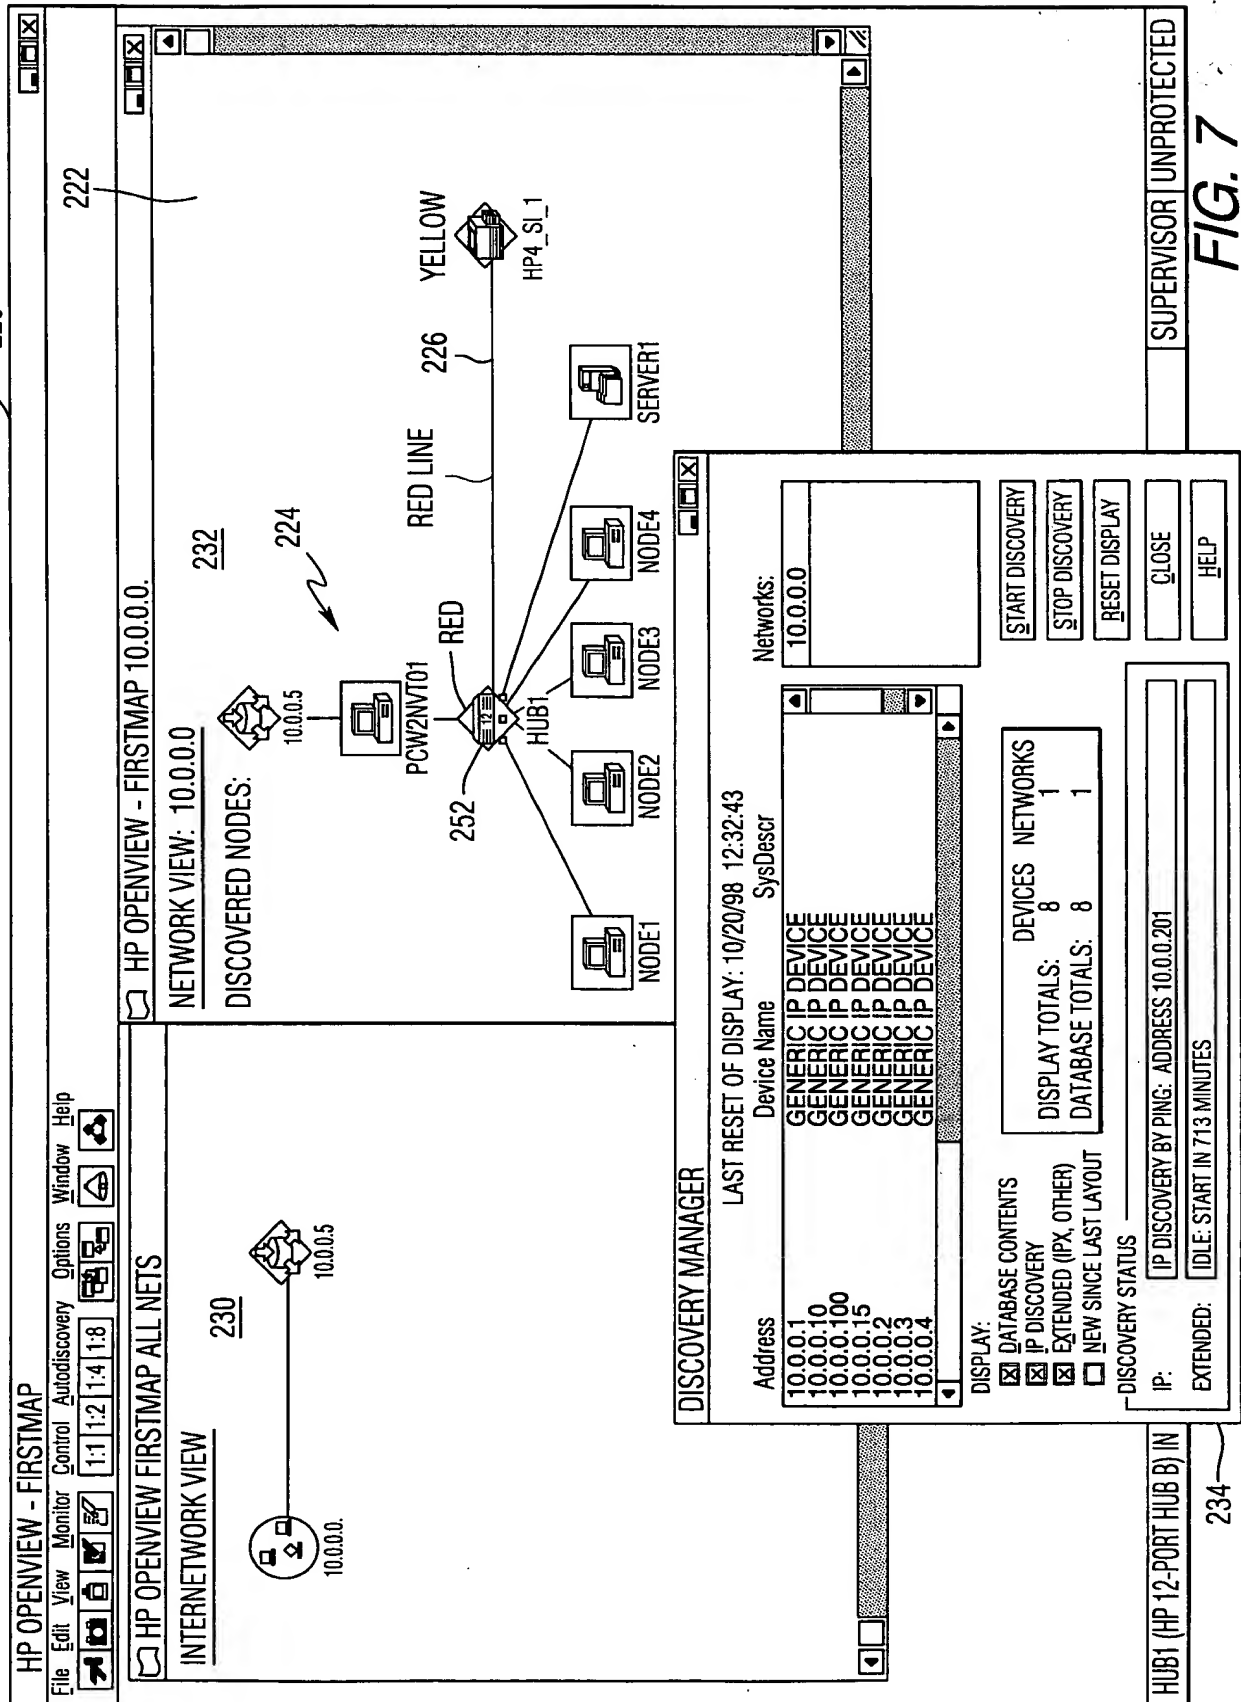 HP OPENVIEW - FIRSTMAP
File Edit View Monitor Control Autodiscovery Options Window Help
1:1 1:2 1:4 1:8
HP OPENVIEW FIRSTMAP ALL NETS
INTERNETWORK VIEW
230
10.0.0.0.
10.0.0.5
222
HP OPENVIEW - FIRSTMAP 10.0.0.0.
NETWORK VIEW: 10.0.0.0
232
DISCOVERED NODES:
224
10.0.0.5
PCW2NVT01
RED
RED LINE
226
YELLOW
252
12
HP4_SI_1
HUB1
NODE1
NODE2
NODE3
NODE4
SERVER1
DISCOVERY MANAGER
LAST RESET OF DISPLAY: 10/20/98 12:32:43
Address Device Name SysDescr
Networks:
10.0.0.1 GENERIC IP DEVICE
10.0.0.10 GENERIC IP DEVICE
10.0.0.100 GENERIC IP DEVICE
10.0.0.15 GENERIC IP DEVICE
10.0.0.2 GENERIC IP DEVICE
10.0.0.3 GENERIC IP DEVICE
10.0.0.4 GENERIC IP DEVICE
10.0.0.0
DISPLAY:
DATABASE CONTENTS
IP DISCOVERY
EXTENDED (IPX, OTHER)
NEW SINCE LAST LAYOUT
DEVICES NETWORKS
DISPLAY TOTALS: 8 1
DATABASE TOTALS: 8 1
START DISCOVERY
STOP DISCOVERY
RESET DISPLAY
CLOSE
HELP
DISCOVERY STATUS
IP: IP DISCOVERY BY PING: ADDRESS 10.0.0.201
EXTENDED: IDLE: START IN 713 MINUTES
HUB1 (HP 12-PORT HUB B) IN
SUPERVISOR UNPROTECTED
234
FIG. 7